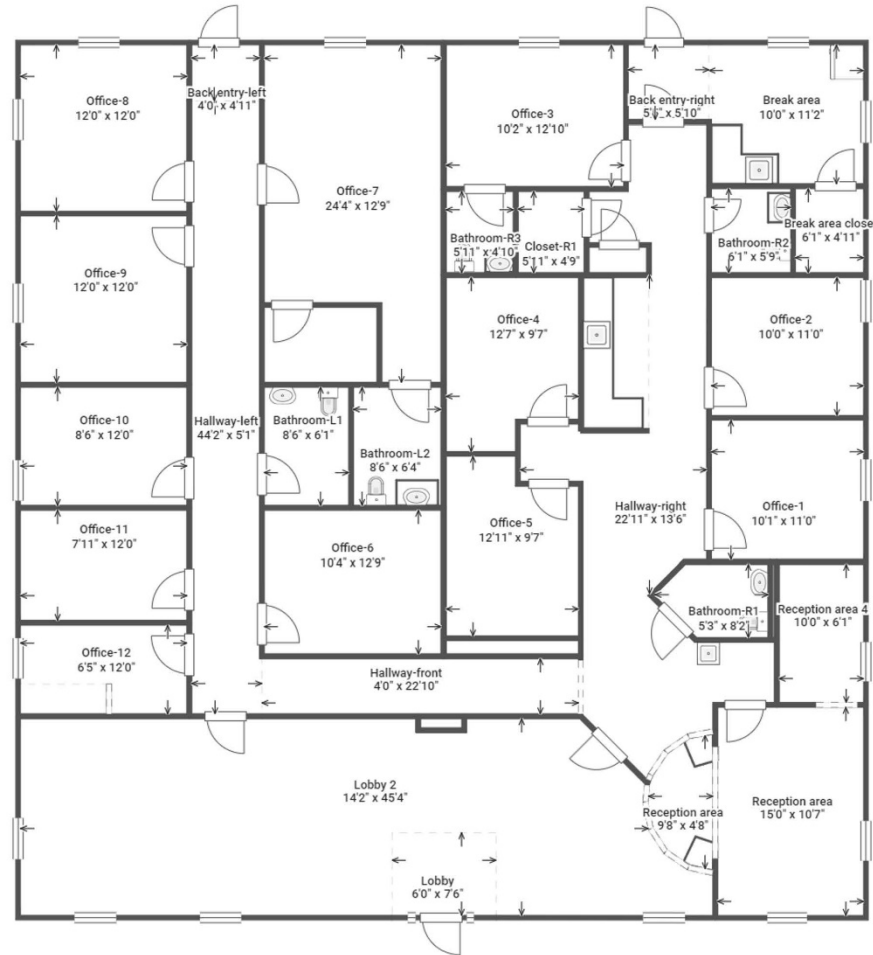 Office-8
12'0" x 12'0"
Back entry-left
4'0" x 4'11"
Office-7
24'4" x 12'9"
Office-3
10'2" x 12'10"
Back entry-right
5'5" x 5'10"
Break area
10'0" x 11'2"
Office-9
12'0" x 12'0"
Bathroom-R3
5'11" x 4'10"
Closet-R1
5'11" x 4'9"
Bathroom-R2
6'1" x 5'9"
Break area close
6'1" x 4'11"
Office-4
12'7" x 9'7"
Office-2
10'0" x 11'0"
Office-10
8'6" x 12'0"
Hallway-left
44'2" x 5'1"
Bathroom-L1
8'6" x 6'1"
Bathroom-L2
8'6" x 6'4"
Office-11
7'11" x 12'0"
Office-6
10'4" x 12'9"
Office-5
12'11" x 9'7"
Hallway-right
22'11" x 13'6"
Office-1
10'1" x 11'0"
Bathroom-R1
5'3" x 8'2"
Reception area 4
10'0" x 6'1"
Office-12
6'5" x 12'0"
Hallway-front
4'0" x 22'10"
Lobby 2
14'2" x 45'4"
Reception area
9'8" x 4'8"
Reception area
15'0" x 10'7"
Lobby
6'0" x 7'6"